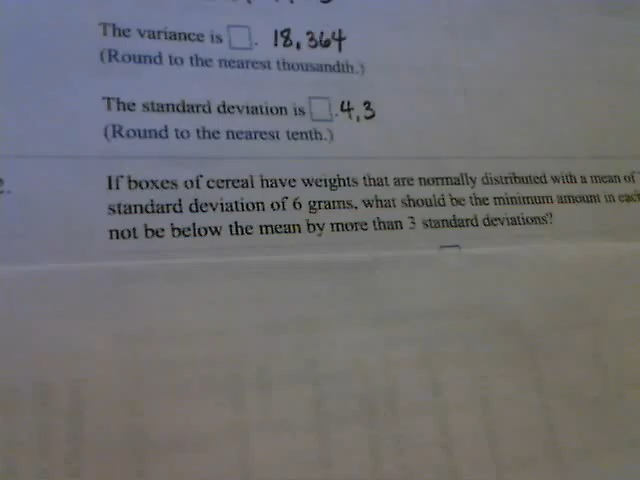 The variance is . 18,364
(Round to the nearest thousandth.)
The standard deviation is . 4,3
(Round to the nearest tenth.)
2. If boxes of cereal have weights that are normally distributed with a mean of
standard deviation of 6 grams, what should be the minimum amount in each
not be below the mean by more than 3 standard deviations?